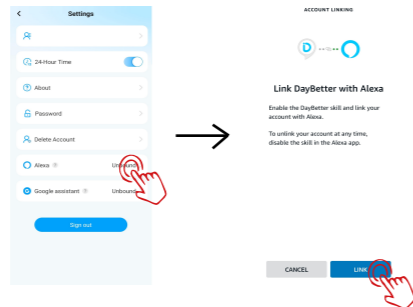 Settings
24-Hour Time
About
Password
Delete Account
Alexa
Unbound
Google assistant
Unbound
Sign out
ACCOUNT LINKING
D
Link DayBetter with Alexa
Enable the DayBetter skill and link your
account with Alexa.
To unlink your account at any time,
disable the skill in the Alexa app.
CANCEL
LINK